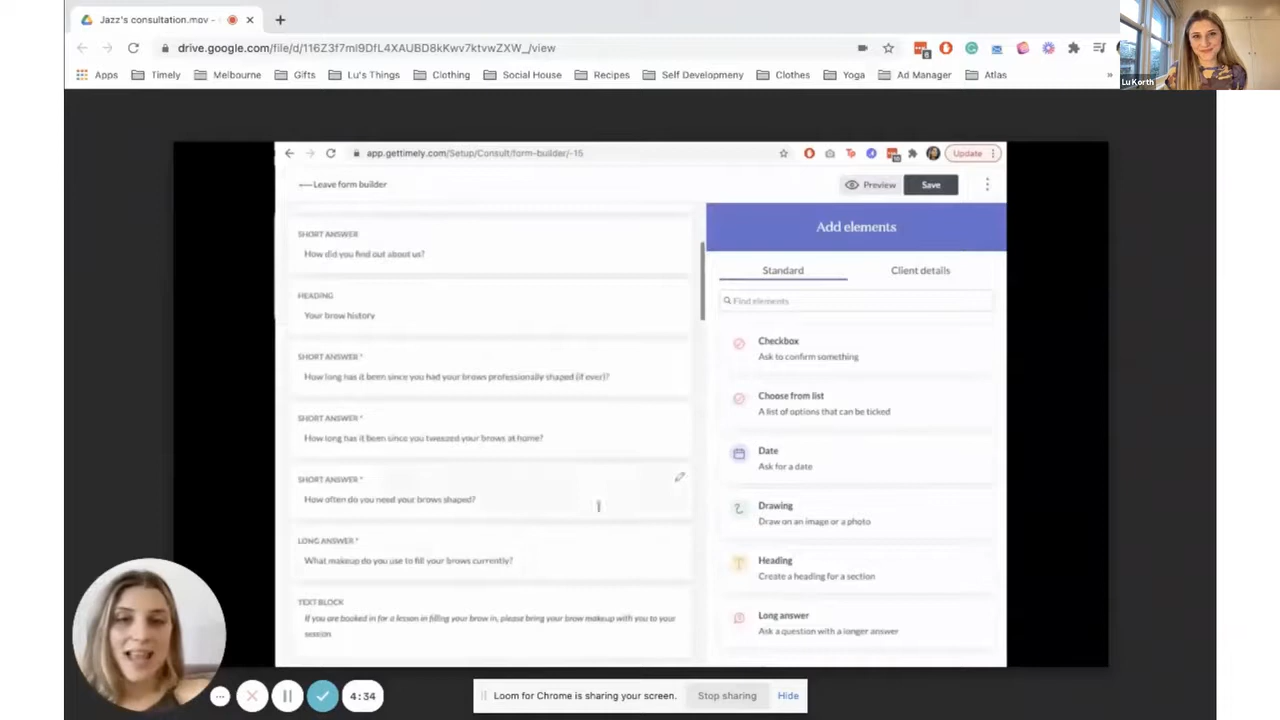 Jazz's consultation.mov -
drive.google.com/file/d/116Z3f7ml9DfL4XAUBD8kKwv7ktvwZXW_/view
Apps Timely Melbourne Gifts Lu's Things Clothing Social House Recipes Self Developmeny Clothes Yoga Ad Manager Atlas »
Lu Korth
app.gettimely.com/Setup/Consult/form-builder/-15
Update
Leave form builder
Preview
Save
SHORT ANSWER
How did you find out about us?
HEADING
Your brow history
SHORT ANSWER *
How long has it been since you had your brows professionally shaped (if ever)?
SHORT ANSWER *
How long has it been since you tweezed your brows at home?
SHORT ANSWER *
How often do you need your brows shaped?
LONG ANSWER *
What makeup do you use to fill your brows currently?
TEXT BLOCK
If you are booked in for a lesson in filling your brow in, please bring your brow makeup with you to your
session
Add elements
Standard Client details
Find elements
Checkbox
Ask to confirm something
Choose from list
A list of options that can be ticked
Date
Ask for a date
Drawing
Draw on an image or a photo
Heading
Create a heading for a section
Long answer
Ask a question with a longer answer
4:34
Loom for Chrome is sharing your screen.
Stop sharing
Hide